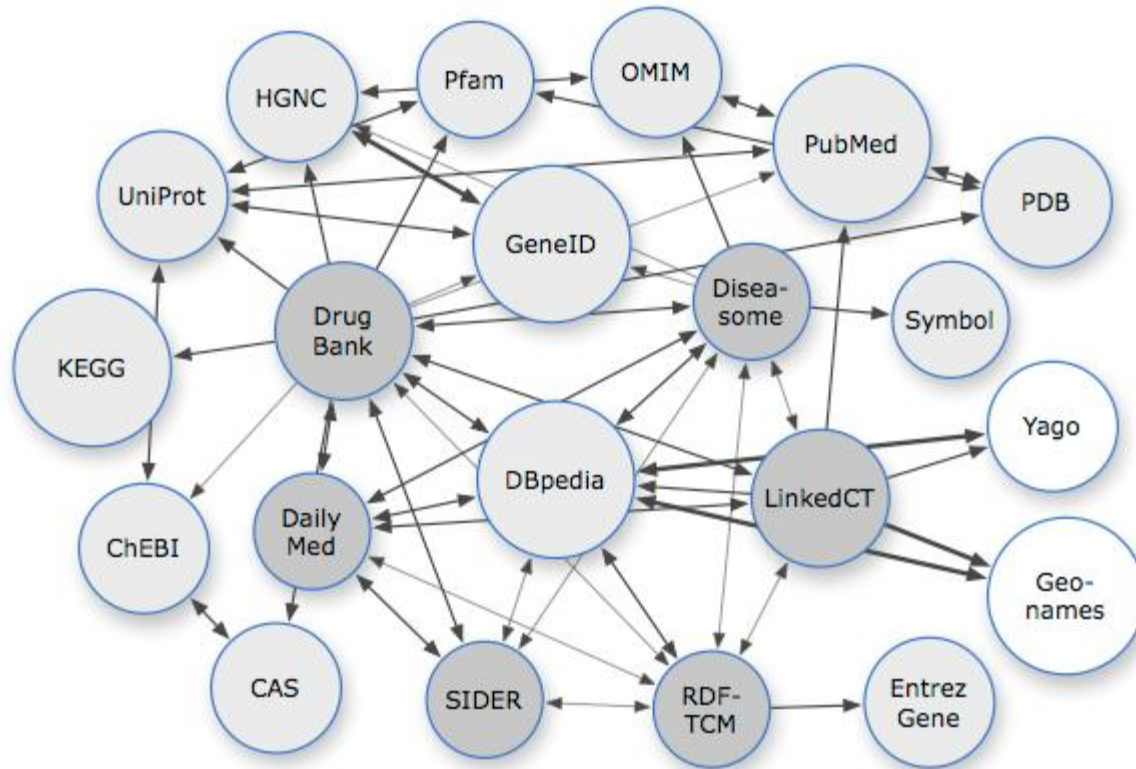 OMIM
Pfam
HGNC
PubMed
UniProt
PDB
GeneID
Disea-
some
Drug
Bank
Symbol
KEGG
Yago
DBpedia
LinkedCT
Daily
Med
ChEBI
Geo-
names
CAS
SIDER
RDF-
TCM
Entrez
Gene